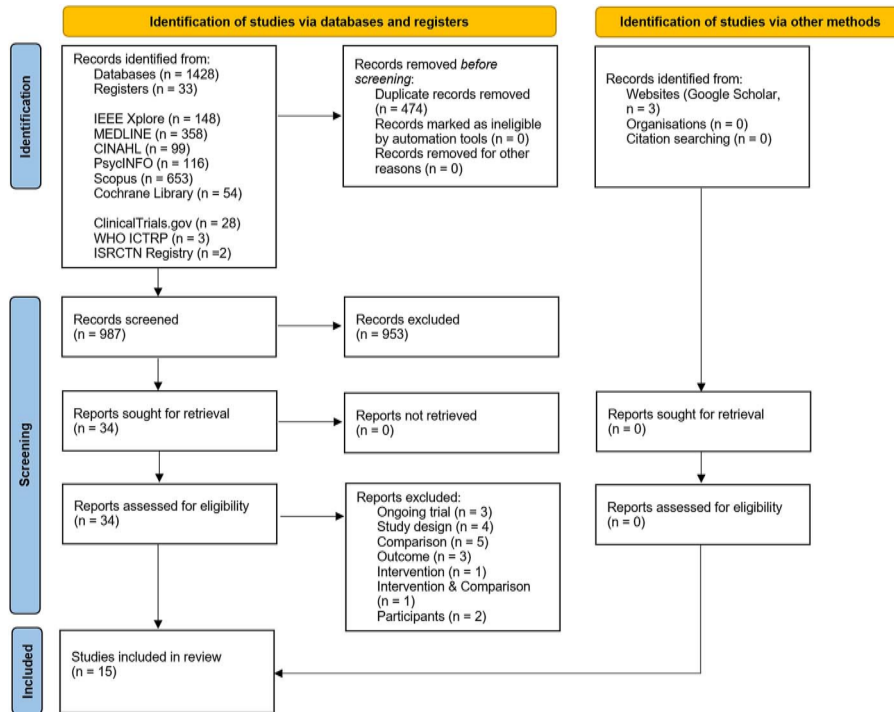 Identification of studies via databases and registers
Identification of studies via other methods
Identification
Records identified from:
Databases (n = 1428)
Registers (n = 33)
IEEE Xplore (n = 148)
MEDLINE (n = 358)
CINAHL (n = 99)
PsycINFO (n = 116)
Scopus (n = 653)
Cochrane Library (n = 54)
ClinicalTrials.gov (n = 28)
WHO ICTRP (n = 3)
ISRCTN Registry (n =2)
Records removed before
screening:
Duplicate records removed
(n = 474)
Records marked as ineligible
by automation tools (n = 0)
Records removed for other
reasons (n = 0)
Records identified from:
Websites (Google Scholar,
n = 3)
Organisations (n = 0)
Citation searching (n = 0)
Screening
Records screened
(n = 987)
Records excluded
(n = 953)
Reports sought for retrieval
(n = 34)
Reports not retrieved
(n = 0)
Reports sought for retrieval
(n = 0)
Reports assessed for eligibility
(n = 34)
Reports excluded:
Ongoing trial (n = 3)
Study design (n = 4)
Comparison (n = 5)
Outcome (n = 3)
Intervention (n = 1)
Intervention & Comparison
(n = 1)
Participants (n = 2)
Reports assessed for eligibility
(n = 0)
Included
Studies included in review
(n = 15)